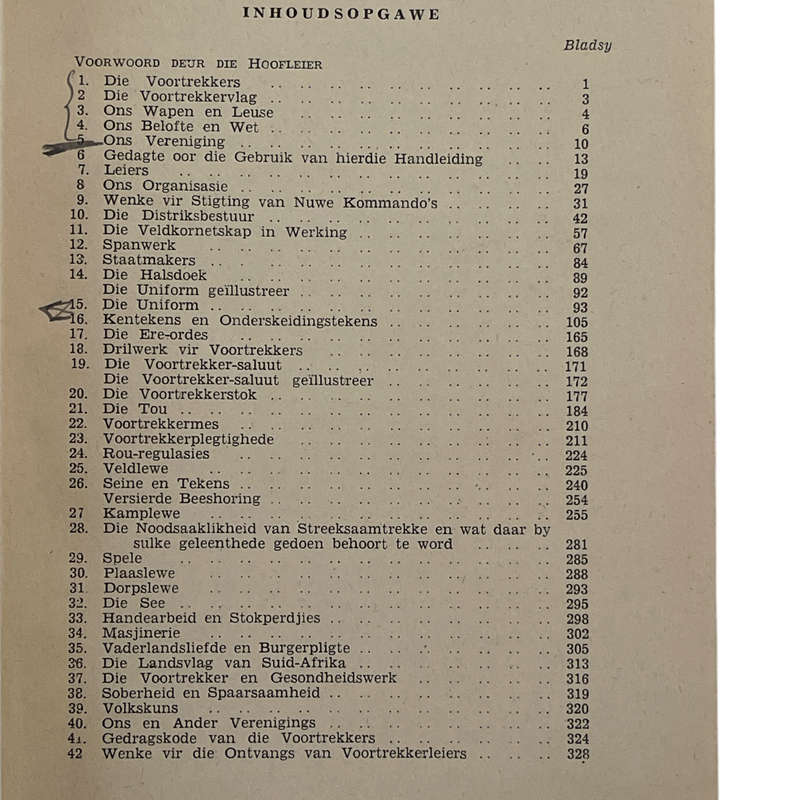 INHOUDSOPGAWE
Bladsy
VOORWOORD DEUR DIE HOOFLEIER
1. Die Voortrekkers .. .. .. .. .. .. .. .. .. .. 1
2 Die Voortrekkervlag .. .. .. .. .. .. .. .. .. .. 3
3. Ons Wapen en Leuse .. .. .. .. .. .. .. .. .. 4
4. Ons Belofte en Wet .. .. .. .. .. .. .. .. .. .. 6
5 Ons Vereniging .. .. .. .. .. .. .. .. .. .. .. 10
6 Gedagte oor die Gebruik van hierdie Handleiding .. .. .. 13
7. Leiers .. .. .. .. .. .. .. .. .. .. .. .. .. 19
8 Ons Organisasie .. .. .. .. .. .. .. .. .. .. .. 27
9. Wenke vir Stigting van Nuwe Kommando's .. .. .. .. 31
10. Die Distriksbestuur .. .. .. .. .. .. .. .. .. .. 42
11. Die Veldkornetskap in Werking .. .. .. .. .. .. .. 57
12. Spanwerk .. .. .. .. .. .. .. .. .. .. .. .. 67
13. Staatmakers .. .. .. .. .. .. .. .. .. .. .. .. 84
14. Die Halsdoek .. .. .. .. .. .. .. .. .. .. .. 89
Die Uniform geïllustreer .. .. .. .. .. .. .. .. .. 92
15. Die Uniform .. .. .. .. .. .. .. .. .. .. .. .. 93
16. Kentekens en Onderskeidingstekens .. .. .. .. .. .. 105
17. Die Ere-ordes .. .. .. .. .. .. .. .. .. .. .. 165
18. Drilwerk vir Voortrekkers .. .. .. .. .. .. .. .. 168
19. Die Voortrekker-saluut .. .. .. .. .. .. .. .. .. 171
Die Voortrekker-saluut geïllustreer .. .. .. .. .. .. 172
20. Die Voortrekkerstok .. .. .. .. .. .. .. .. .. .. 177
21. Die Tou .. .. .. .. .. .. .. .. .. .. .. .. .. 184
22. Voortrekkermes .. .. .. .. .. .. .. .. .. .. .. 210
23. Voortrekkerplegtighede .. .. .. .. .. .. .. .. .. 211
24. Rou-regulasies .. .. .. .. .. .. .. .. .. .. .. 224
25. Veldlewe .. .. .. .. .. .. .. .. .. .. .. .. 225
26. Seine en Tekens .. .. .. .. .. .. .. .. .. .. .. 240
Versierde Beeshoring .. .. .. .. .. .. .. .. .. .. 254
27 Kamplewe .. .. .. .. .. .. .. .. .. .. .. .. 255
28. Die Noodsaaklikheid van Streeksaamtrekke en wat daar by
sulke geleenthede gedoen behoort te word .. .. .. 281
29. Spele .. .. .. .. .. .. .. .. .. .. .. .. .. 285
30. Plaaslewe .. .. .. .. .. .. .. .. .. .. .. .. 288
31. Dorpslewe .. .. .. .. .. .. .. .. .. .. .. .. 293
32. Die See .. .. .. .. .. .. .. .. .. .. .. .. .. 295
33. Handearbeid en Stokperdjies .. .. .. .. .. .. .. .. 298
34. Masjinerie .. .. .. .. .. .. .. .. .. .. .. .. 302
35. Vaderlandsliefde en Burgerpligte .. .. .. .. .. .. .. 305
36. Die Landsvlag van Suid-Afrika .. .. .. .. .. .. .. 313
37. Die Voortrekker en Gesondheidswerk .. .. .. .. .. 316
38. Soberheid en Spaarsaamheid .. .. .. .. .. .. .. .. 319
39. Volkskuns .. .. .. .. .. .. .. .. .. .. .. .. 320
40. Ons en Ander Verenigings .. .. .. .. .. .. .. .. 322
41. Gedragskode van die Voortrekkers .. .. .. .. .. .. 324
42 Wenke vir die Ontvangs van Voortrekkerleiers .. .. .. 328